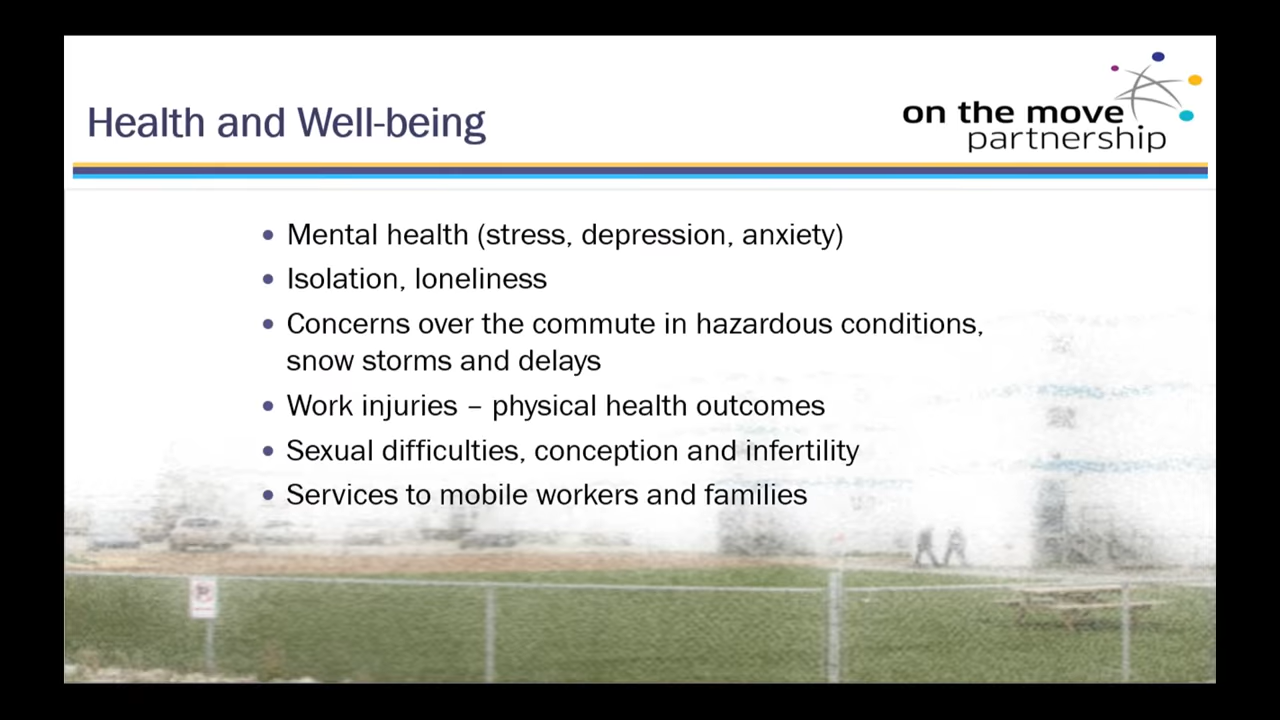 Health and Well-being
on the move
partnership
• Mental health (stress, depression, anxiety)
• Isolation, loneliness
• Concerns over the commute in hazardous conditions,
snow storms and delays
• Work injuries – physical health outcomes
• Sexual difficulties, conception and infertility
• Services to mobile workers and families